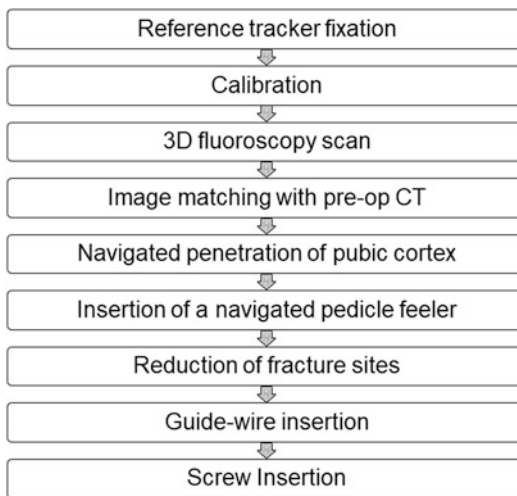 Reference tracker fixation
Calibration
3D fluoroscopy scan
Image matching with pre-op CT
Navigated penetration of pubic cortex
Insertion of a navigated pedicle feeler
Reduction of fracture sites
Guide-wire insertion
Screw Insertion